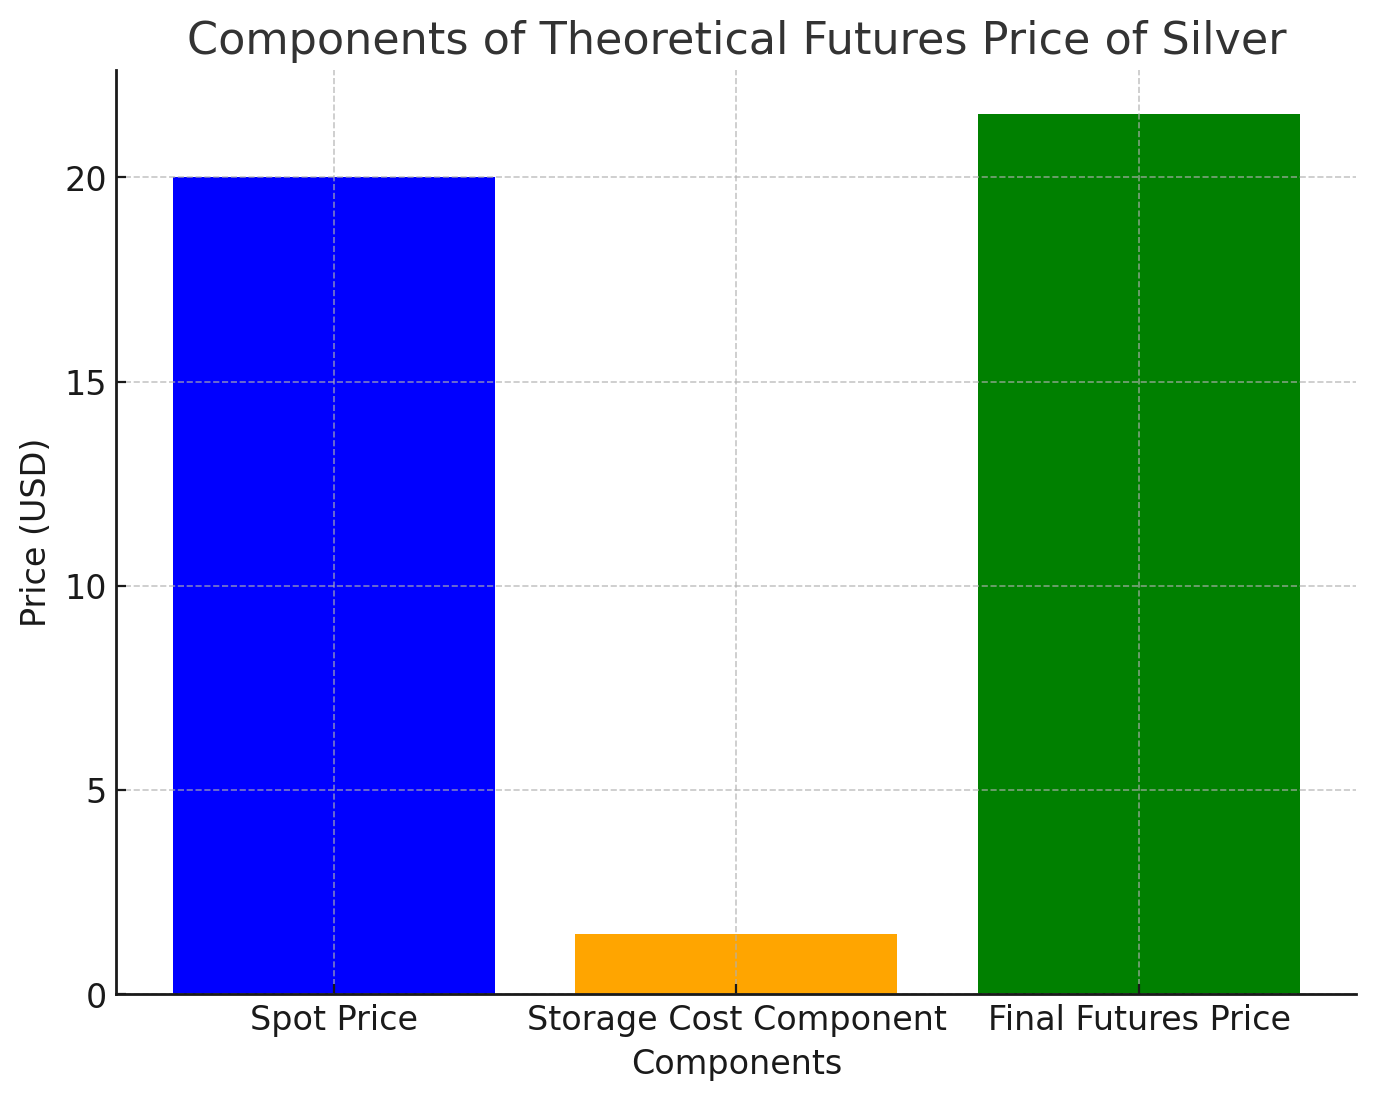 Components of Theoretical Futures Price of Silver
Price (USD)
20
15
10
5
0
Spot Price
Storage Cost Component
Final Futures Price
Components